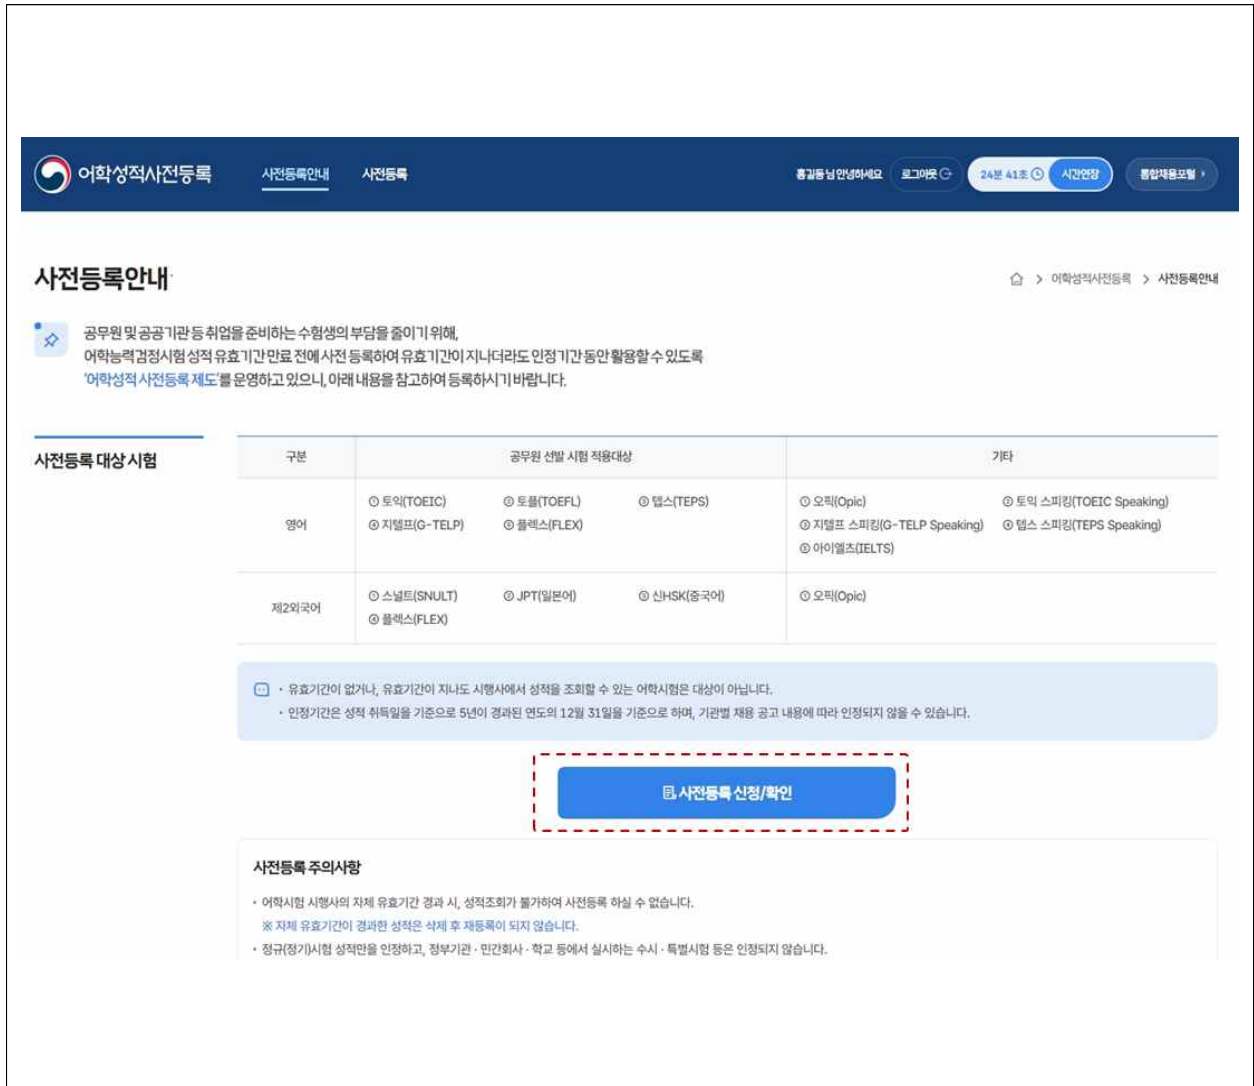 어학성적사전등록 사전등록안내 사전등록 홍길동 님 안녕하세요 로그아웃 24분 41초 시간연장 통합채용포털 ›
사전등록안내
> 어학성적사전등록 > 사전등록안내
공무원 및 공공기관 등 취업을 준비하는 수험생의 부담을 줄이기 위해,
어학능력검정시험 성적 유효기간 만료 전에 사전 등록하여 유효기간이 지나더라도 인정기간 동안 활용할 수 있도록
'어학성적 사전등록 제도'를 운영하고 있으니, 아래 내용을 참고하여 등록하시기 바랍니다.
사전등록 대상 시험
구분 공무원 선발 시험 적용대상 기타
영어
① 토익(TOEIC) ② 토플(TOEFL) ③ 텝스(TEPS)
④ 지텔프(G-TELP) ⑤ 플렉스(FLEX)
① 오픽(Opic) ② 토익 스피킹(TOEIC Speaking)
③ 지텔프 스피킹(G-TELP Speaking) ④ 텝스 스피킹(TEPS Speaking)
⑤ 아이엘츠(IELTS)
제2외국어
① 스널트(SNULT) ② JPT(일본어) ③ 신HSK(중국어)
④ 플렉스(FLEX)
① 오픽(Opic)
• 유효기간이 없거나, 유효기간이 지나도 시행사에서 성적을 조회할 수 있는 어학시험은 대상이 아닙니다.
• 인정기간은 성적 취득일을 기준으로 5년이 경과된 연도의 12월 31일을 기준으로 하며, 기관별 채용 공고 내용에 따라 인정되지 않을 수 있습니다.
사전등록 신청/확인
사전등록 주의사항
• 어학시험 시행사의 자체 유효기간 경과 시, 성적조회가 불가하여 사전등록 하실 수 없습니다.
※ 자체 유효기간이 경과한 성적은 삭제 후 재등록이 되지 않습니다.
• 정규(정기)시험 성적만을 인정하고, 정부기관 · 민간회사 · 학교 등에서 실시하는 수시 · 특별시험 등은 인정되지 않습니다.